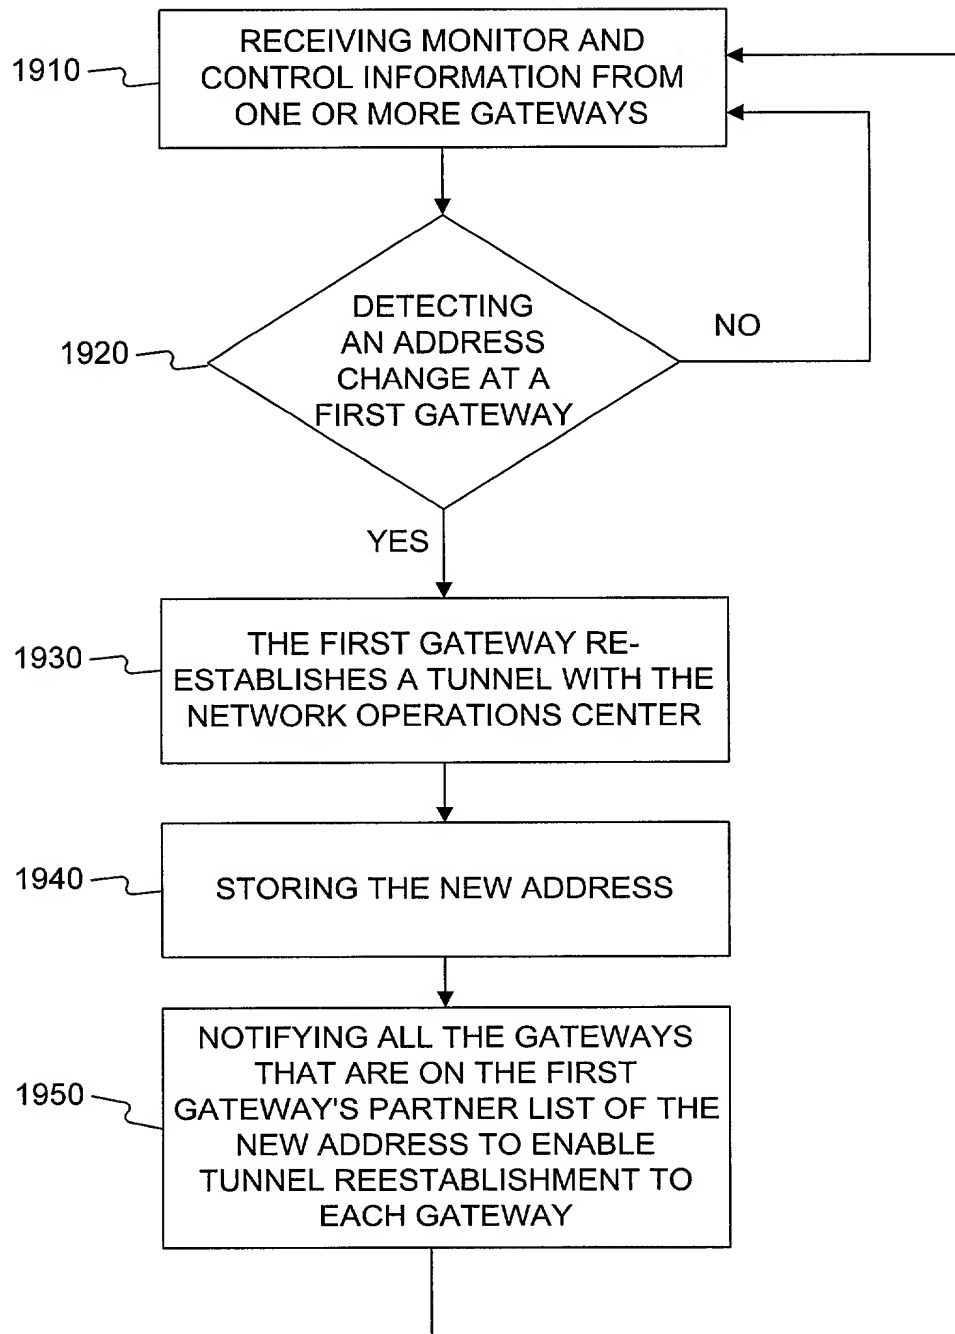 1910
RECEIVING MONITOR AND
CONTROL INFORMATION FROM
ONE OR MORE GATEWAYS
1920
DETECTING
AN ADDRESS
CHANGE AT A
FIRST GATEWAY
NO
YES
1930
THE FIRST GATEWAY RE-
ESTABLISHES A TUNNEL WITH THE
NETWORK OPERATIONS CENTER
1940
STORING THE NEW ADDRESS
1950
NOTIFYING ALL THE GATEWAYS
THAT ARE ON THE FIRST
GATEWAY'S PARTNER LIST OF THE
NEW ADDRESS TO ENABLE
TUNNEL REESTABLISHMENT TO
EACH GATEWAY